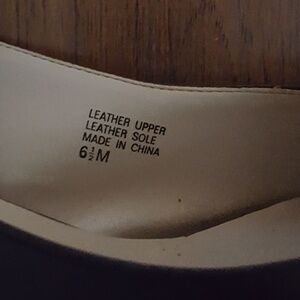 LEATHER UPPER
LEATHER SOLE
MADE IN CHINA
6½M